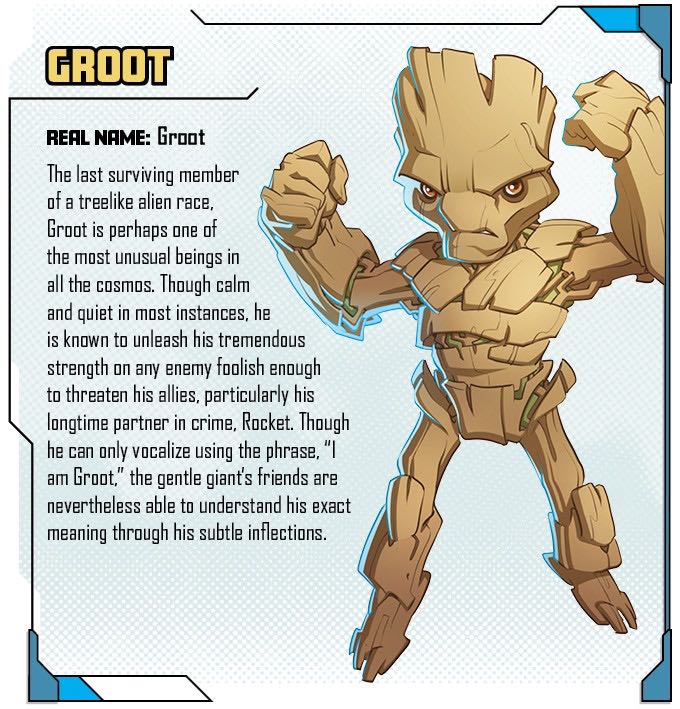 GROOT
REAL NAME: Groot
The last surviving member
of a treelike alien race,
Groot is perhaps one of
the most unusual beings in
all the cosmos. Though calm
and quiet in most instances, he
is known to unleash his tremendous
strength on any enemy foolish enough
to threaten his allies, particularly his
longtime partner in crime, Rocket. Though
he can only vocalize using the phrase, “I
am Groot,” the gentle giant’s friends are
nevertheless able to understand his exact
meaning through his subtle inflections.